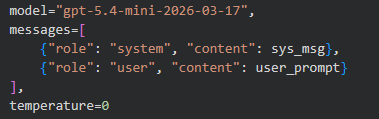 model="gpt-5.4-mini-2026-03-17",
messages=[
    {"role": "system", "content": sys_msg},
    {"role": "user", "content": user_prompt}
],
temperature=0